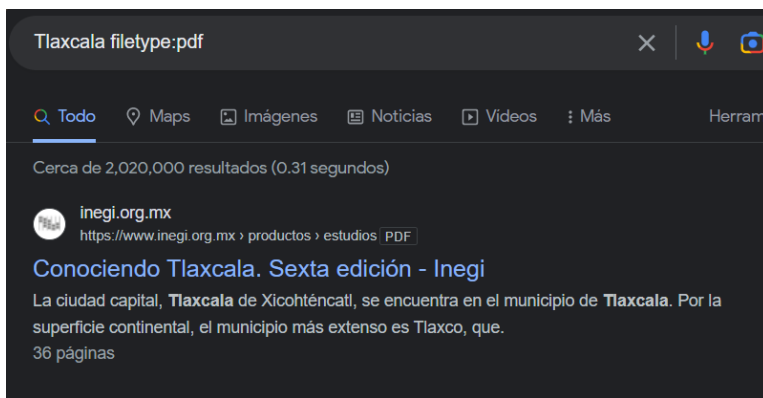 Tlaxcala filetype:pdf
Todo Maps Imágenes Noticias Videos Más Herram
Cerca de 2,020,000 resultados (0.31 segundos)
inegi.org.mx
https://www.inegi.org.mx › productos › estudios PDF
Conociendo Tlaxcala. Sexta edición - Inegi
La ciudad capital, Tlaxcala de Xicohténcatl, se encuentra en el municipio de Tlaxcala. Por la
superficie continental, el municipio más extenso es Tlaxco, que.
36 páginas